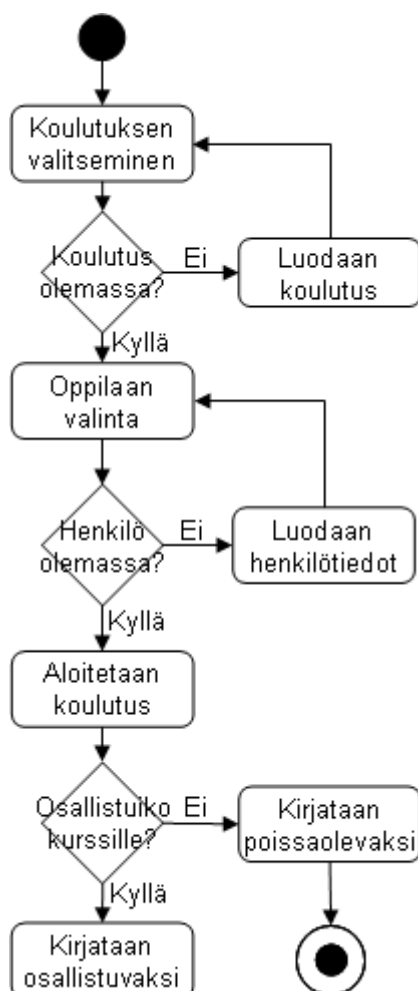 Koulutuksen
valitseminen
Koulutus
olemassa?
Ei
Luodaan
koulutus
Kyllä
Oppilaan
valinta
Henkilö
olemassa?
Ei
Luodaan
henkilötiedot
Kyllä
Aloitetaan
koulutus
Osallistuiko
kurssille?
Ei
Kirjataan
poissaolevaksi
Kyllä
Kirjataan
osallistuvaksi